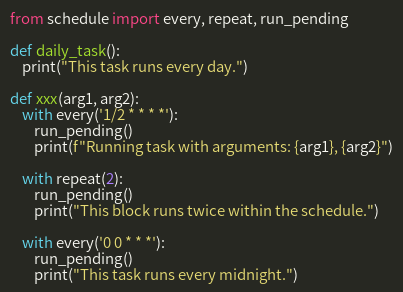 from schedule import every, repeat, run_pending
def daily_task():
print("This task runs every day.")
def xxx(arg1, arg2):
with every('1/2 * * * *'):
run_pending()
print(f"Running task with arguments: {arg1}, {arg2}")
with repeat(2):
run_pending()
print("This block runs twice within the schedule.")
with every('0 0 * * *'):
run_pending()
print("This task runs every midnight.")